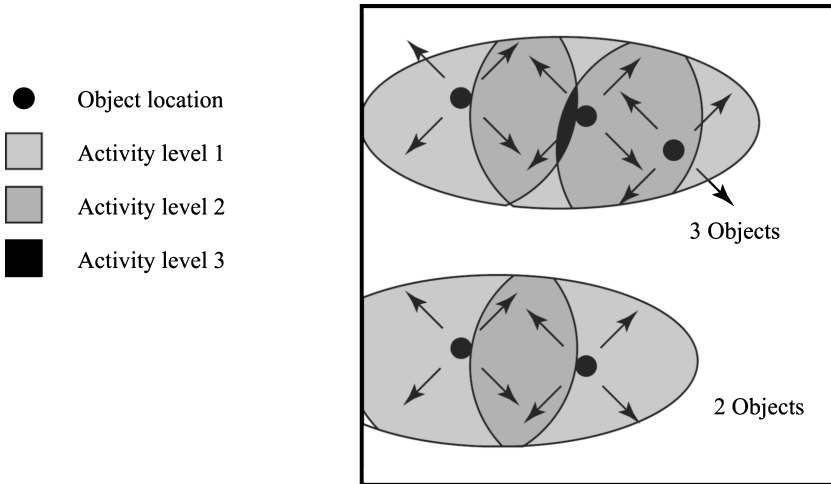 Object location
Activity level 1
Activity level 2
Activity level 3
3 Objects
2 Objects